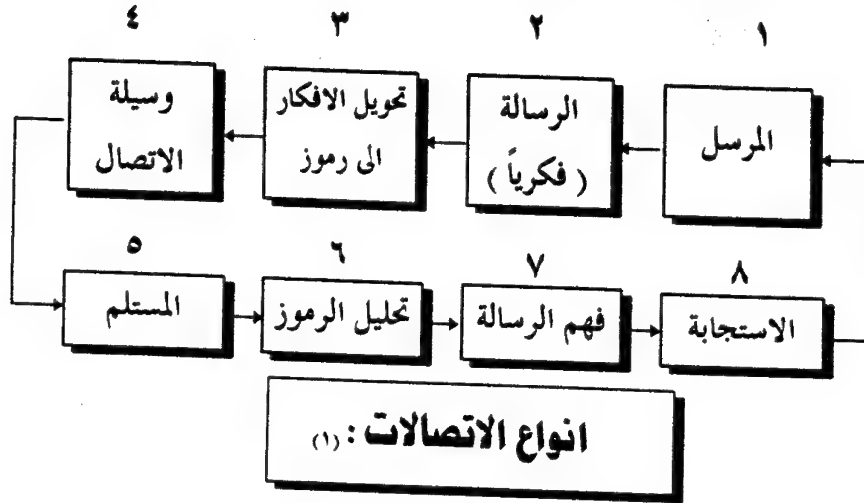 ١
المرسل
٢
الرسالة
( فكرياً )
٣
تحويل الافكار
الى رموز
٤
وسيلة
الاتصال
٥
المستلم
٦
تحليل الرموز
٧
فهم الرسالة
٨
الاستجابة
انواع الاتصالات : (١)